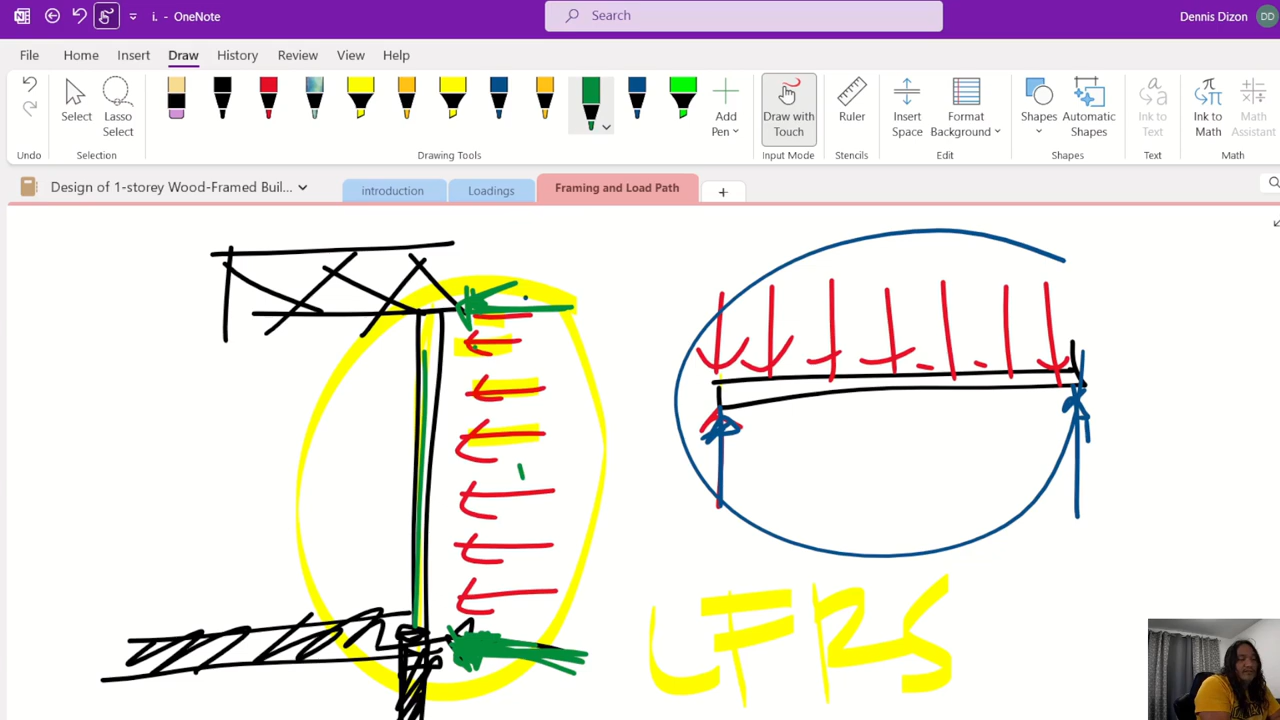 i. - OneNote
Search
Dennis Dizon
DD
File
Home
Insert
Draw
History
Review
View
Help
Select
Lasso Select
Add Pen
Draw with Touch
Ruler
Insert Space
Format Background
Shapes
Automatic Shapes
Ink to Text
Ink to Math
Math Assistant
Undo
Selection
Drawing Tools
Input Mode
Stencils
Edit
Shapes
Text
Math
Design of 1-storey Wood-Framed Buil...
introduction
Loadings
Framing and Load Path
LFRS